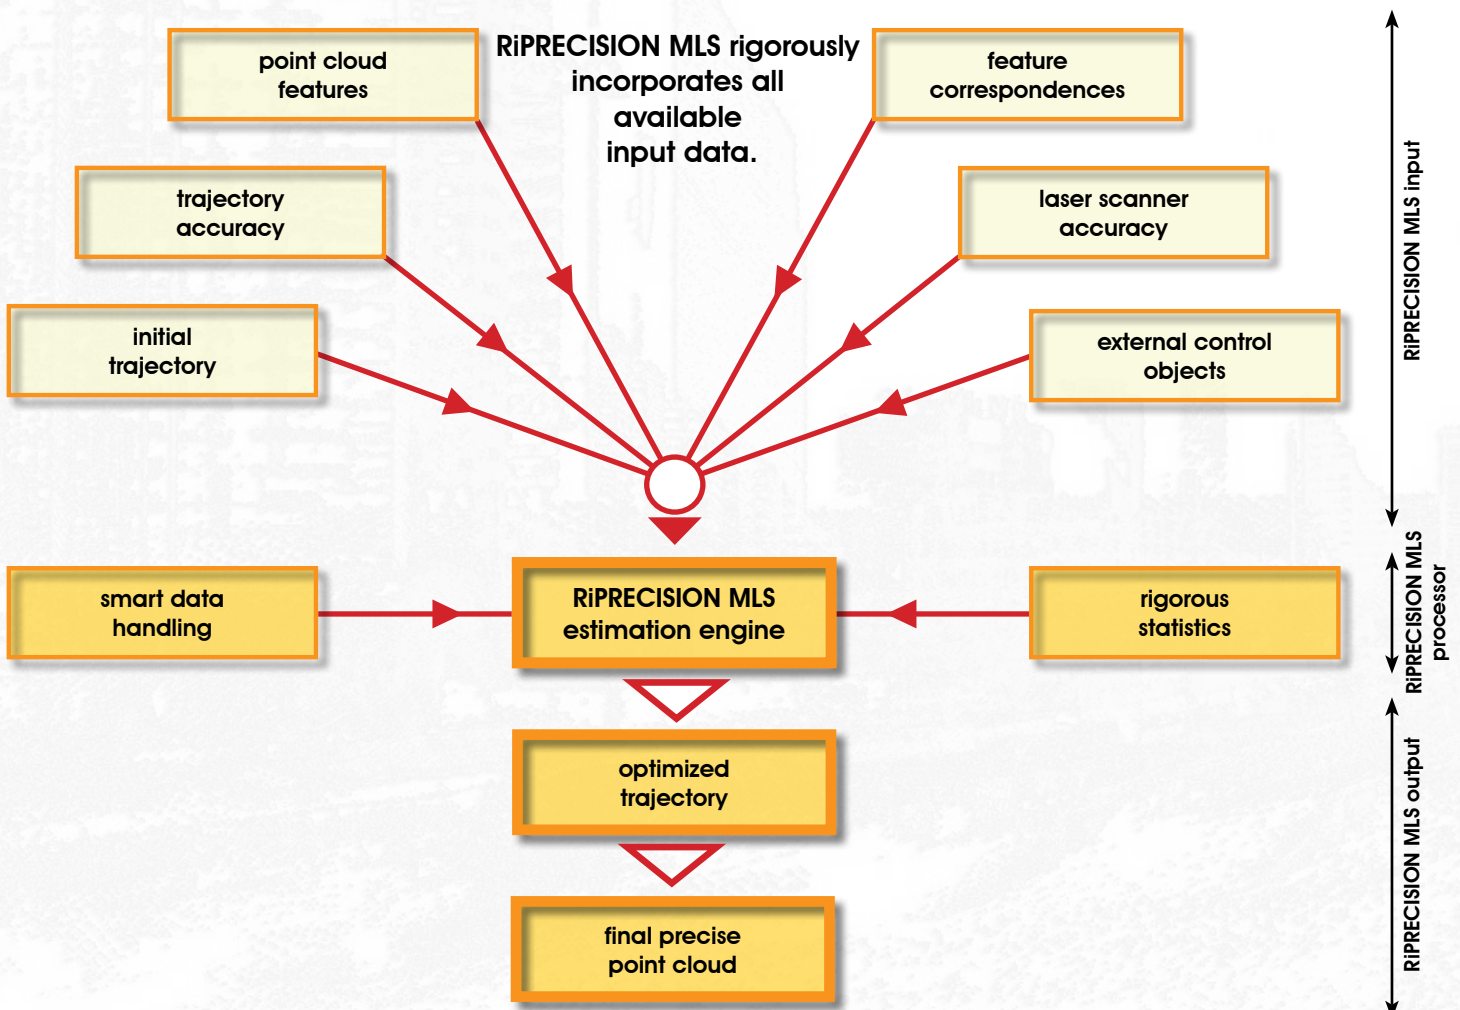 RiPRECISION MLS rigorously
incorporates all
available
input data.
point cloud
features
feature
correspondences
trajectory
accuracy
laser scanner
accuracy
initial
trajectory
external control
objects
RiPRECISION MLS input
smart data
handling
RiPRECISION MLS
estimation engine
rigorous
statistics
RiPRECISION MLS
processor
optimized
trajectory
final precise
point cloud
RiPRECISION MLS output